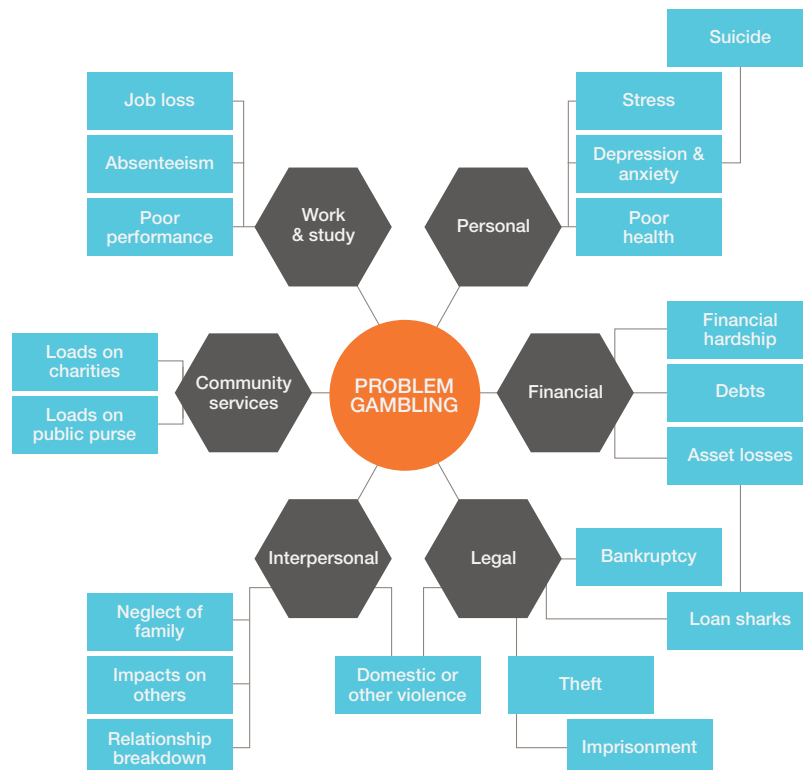 Suicide
Job loss
Stress
Absenteeism
Depression &
anxiety
Poor
performance
Work
& study
Personal
Poor
health
Financial
hardship
Loads on
charities
Community
services
PROBLEM
GAMBLING
Financial
Debts
Loads on
public purse
Asset losses
Interpersonal
Legal
Bankruptcy
Neglect of
family
Loan sharks
Impacts on
others
Domestic or
other violence
Theft
Relationship
breakdown
Imprisonment